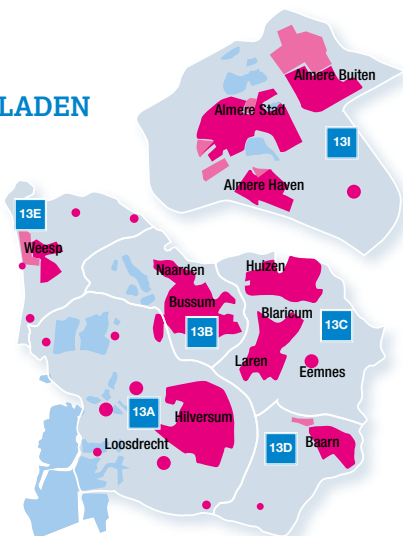 LADEN
Almere Buiten
Almere Stad
13I
Almere Haven
13E
Weesp
Naarden
Huizen
Bussum
Blaricum
13B
13C
Laren
Eemnes
13A
Hilversum
Loosdrecht
Baarn
13D